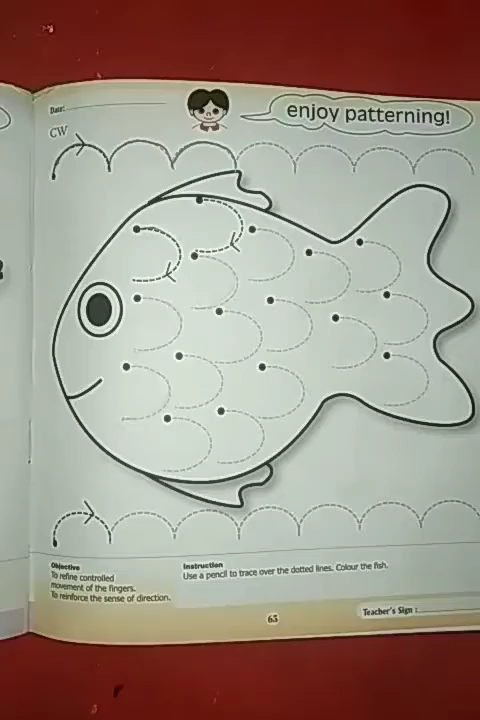 Date:
enjoy patterning!
CW
Objective
To refine controlled
movement of the fingers.
To reinforce the sense of direction.
Instruction
Use a pencil to trace over the dotted lines. Colour the fish.
Teacher's Sign :
63